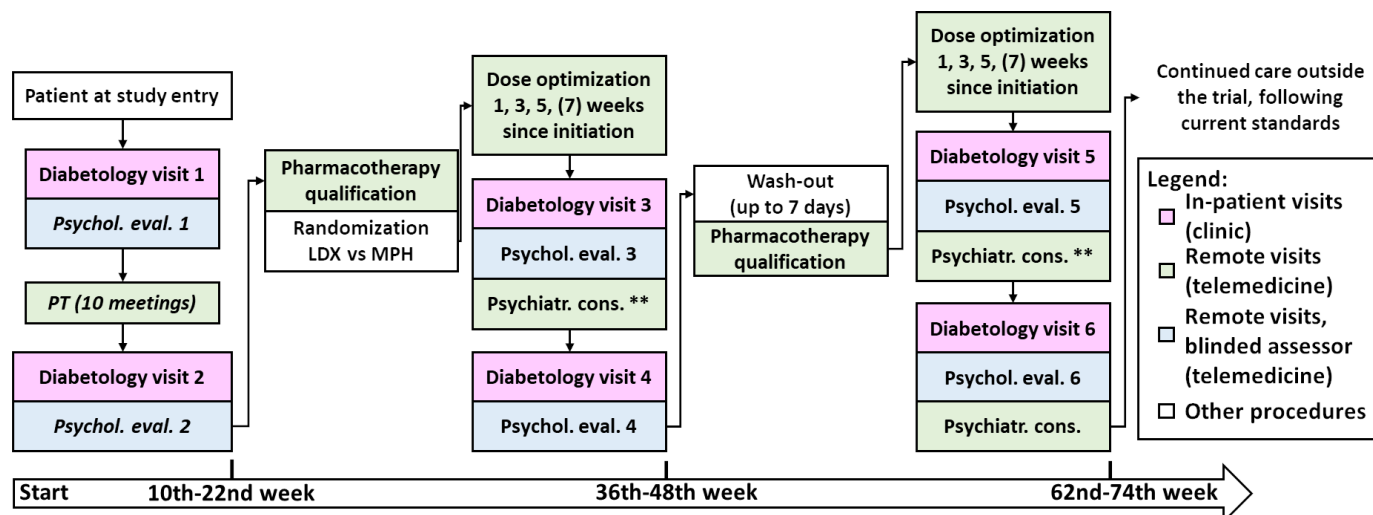 Patient at study entry
Diabetology visit 1
Psychol. eval. 1
PT (10 meetings)
Diabetology visit 2
Psychol. eval. 2
Pharmacotherapy
qualification
Randomization
LDX vs MPH
Dose optimization
1, 3, 5, (7) weeks
since initiation
Diabetology visit 3
Psychol. eval. 3
Psychiatr. cons. **
Diabetology visit 4
Psychol. eval. 4
Wash-out
(up to 7 days)
Pharmacotherapy
qualification
Dose optimization
1, 3, 5, (7) weeks
since initiation
Diabetology visit 5
Psychol. eval. 5
Psychiatr. cons. **
Diabetology visit 6
Psychol. eval. 6
Psychiatr. cons.
Continued care outside
the trial, following
current standards
Legend:
In-patient visits
(clinic)
Remote visits
(telemedicine)
Remote visits,
blinded assessor
(telemedicine)
Other procedures
Start
10th-22nd week
36th-48th week
62nd-74th week